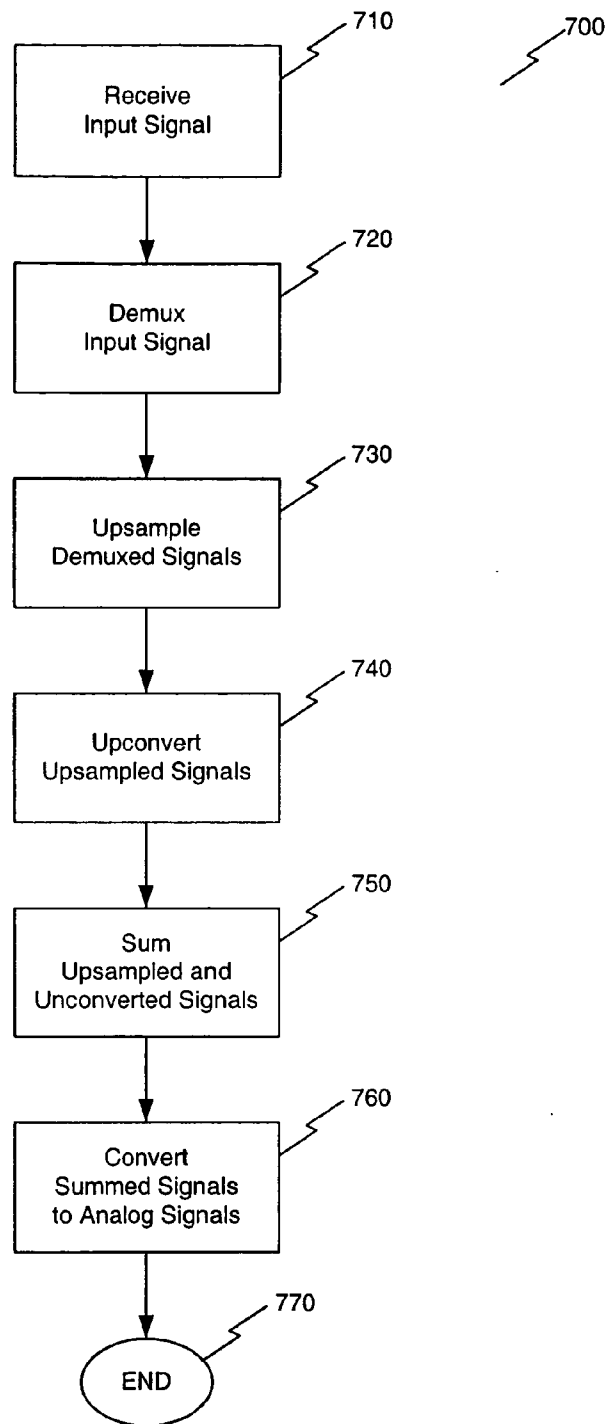 710
700
Receive
Input Signal
720
Demux
Input Signal
730
Upsample
Demuxed Signals
740
Upconvert
Upsampled Signals
750
Sum
Upsampled and
Unconverted Signals
760
Convert
Summed Signals
to Analog Signals
770
END